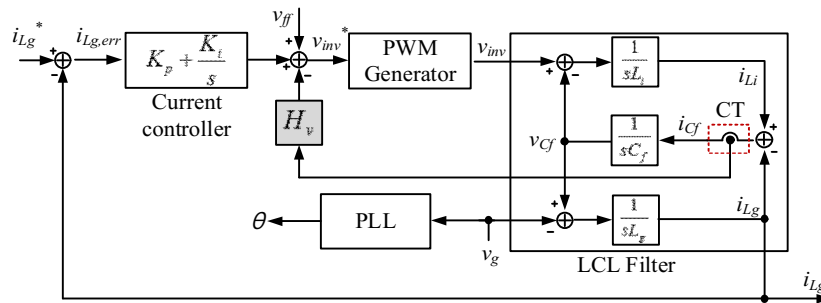 v_ff
i_Lg^*
i_Lg,err
K_p + K_i/s
v_inv^*
PWM
Generator
v_inv
1/sL_i
i_Li
Current
controller
H_v
CT
v_Cf
1/sC_f
i_Cf
θ
PLL
v_g
1/sL_g
i_Lg
LCL Filter
i_Lg